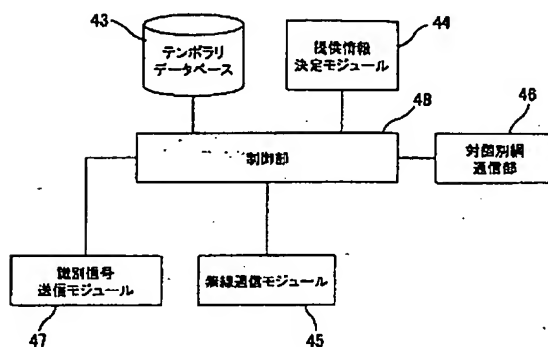 43
テンポラリ
データベース
44
提供情報
決定モジュール
48
制御部
46
対個別網
通信部
識別信号
送信モジュール
47
無線通信モジュール
45